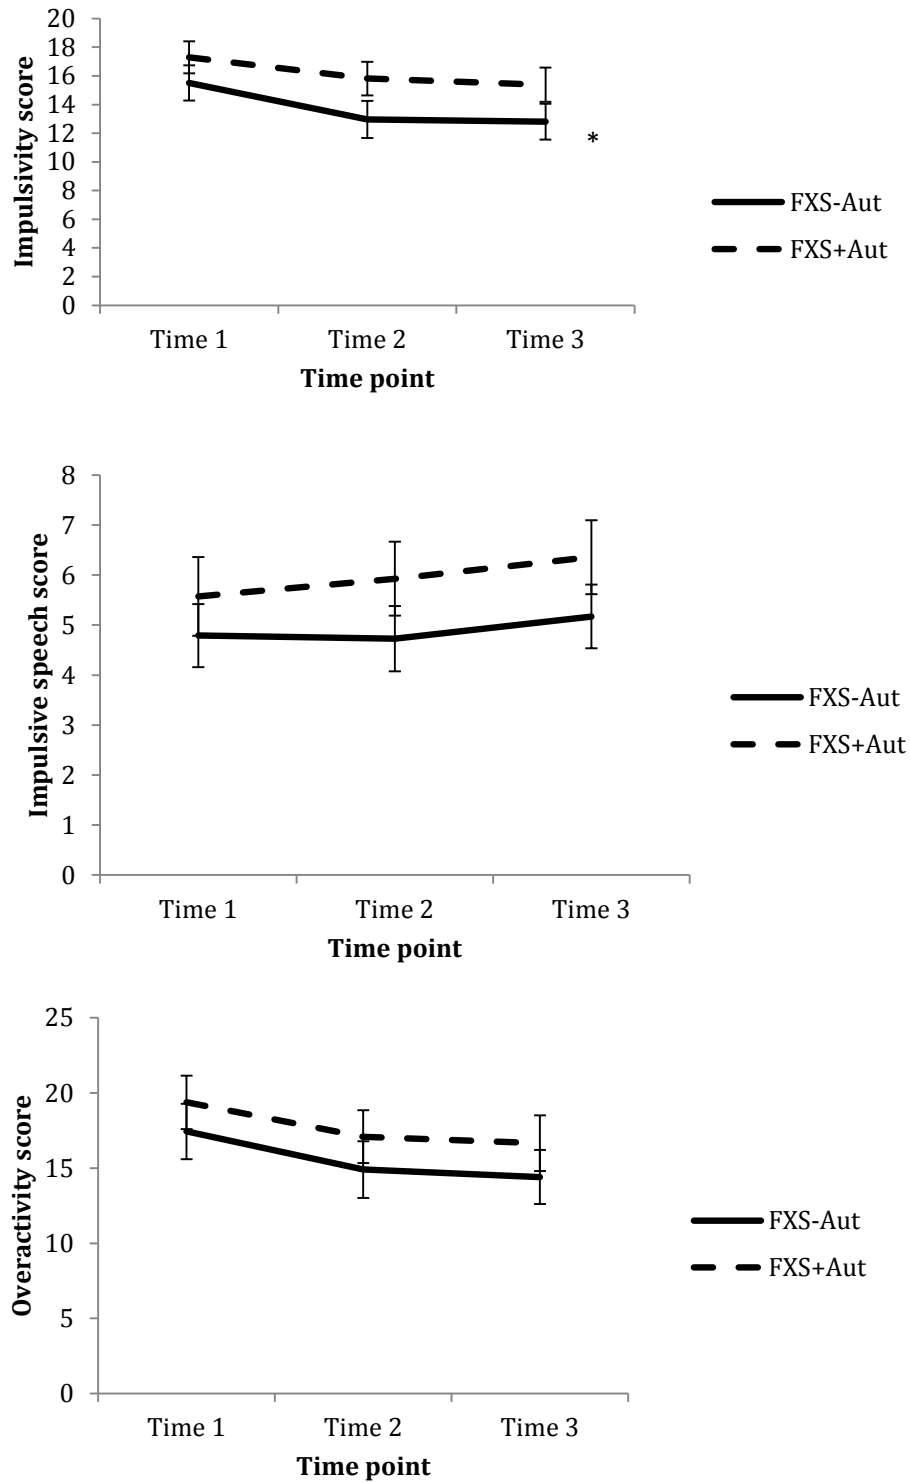 Impulsivity score
20
18
16
14
12
10
8
6
4
2
0
*
FXS-Aut
FXS+Aut
Time 1 Time 2 Time 3
Time point
Impulsive speech score
8
7
6
5
4
3
2
1
0
FXS-Aut
FXS+Aut
Time 1 Time 2 Time 3
Time point
Overactivity score
25
20
15
10
5
0
FXS-Aut
FXS+Aut
Time 1 Time 2 Time 3
Time point